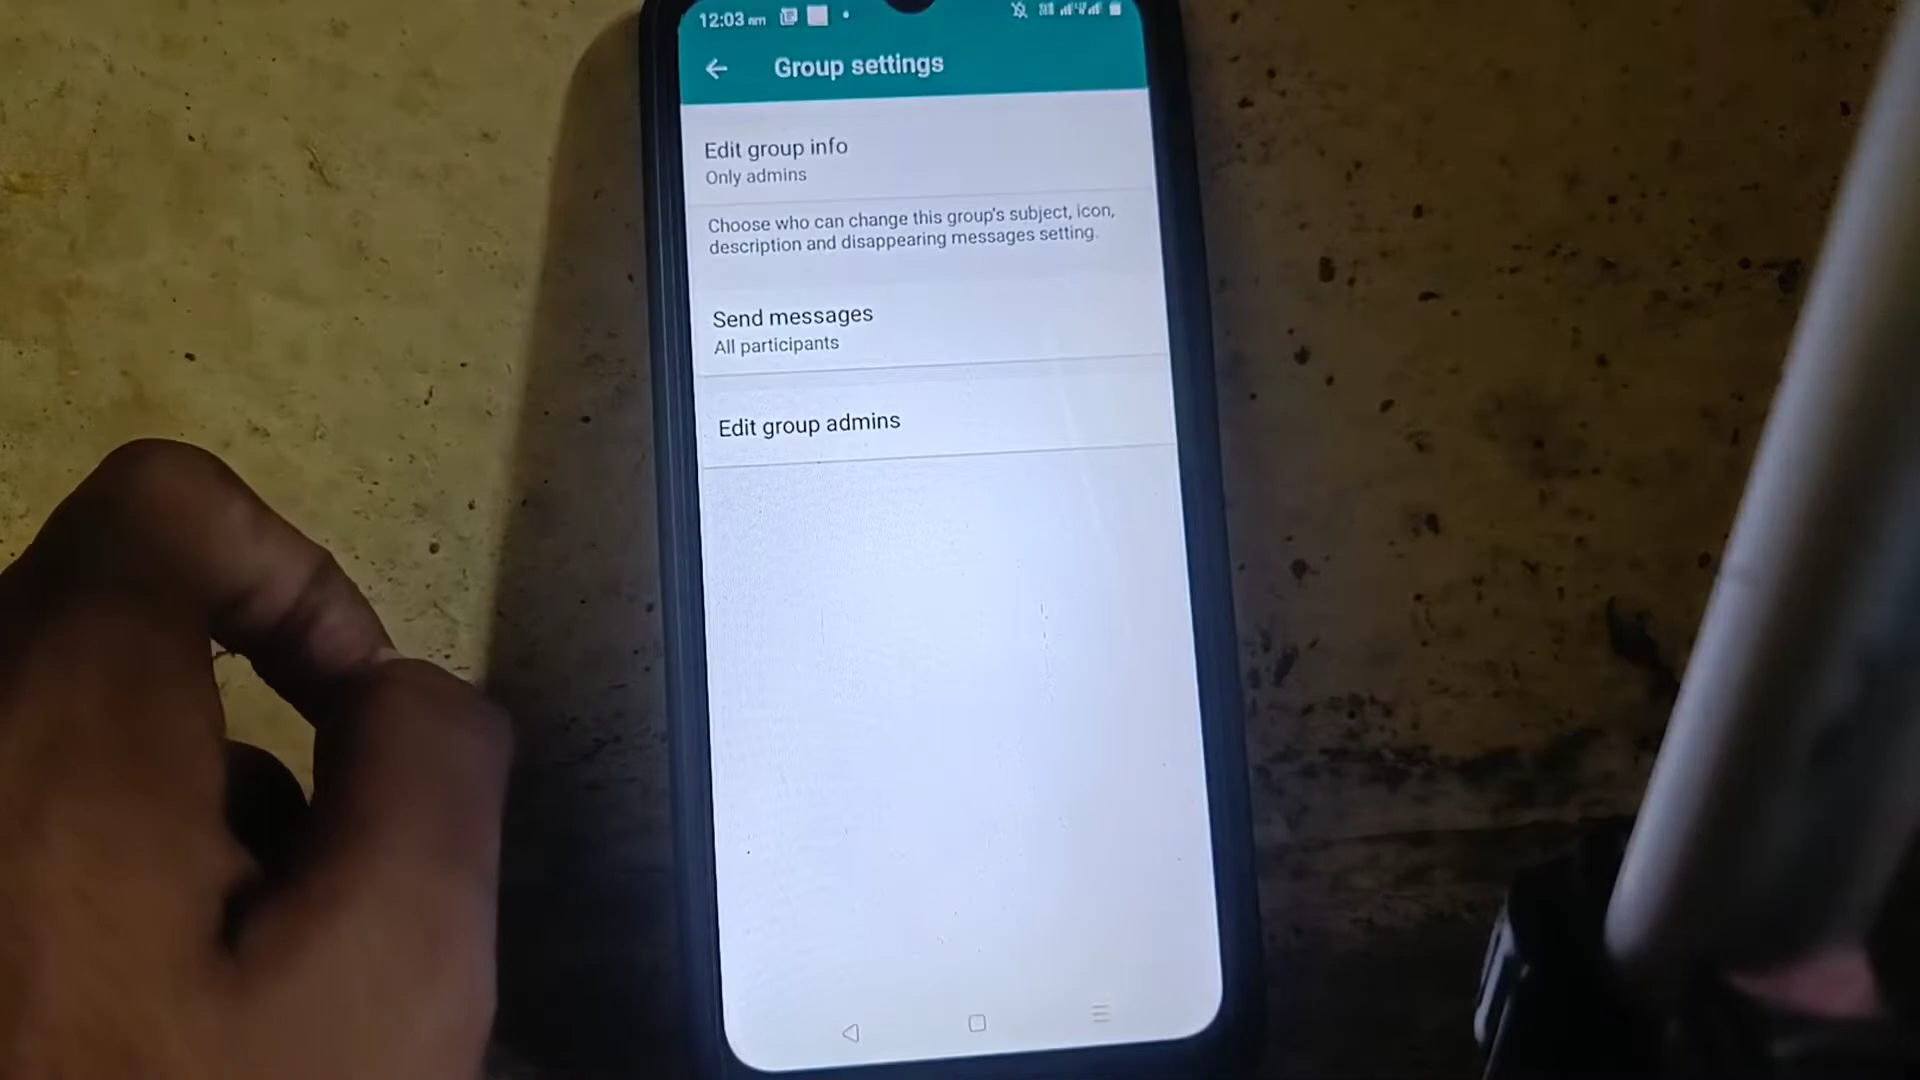 12:03 am
Group settings
Edit group info
Only admins
Choose who can change this group's subject, icon,
description and disappearing messages setting.
Send messages
All participants
Edit group admins